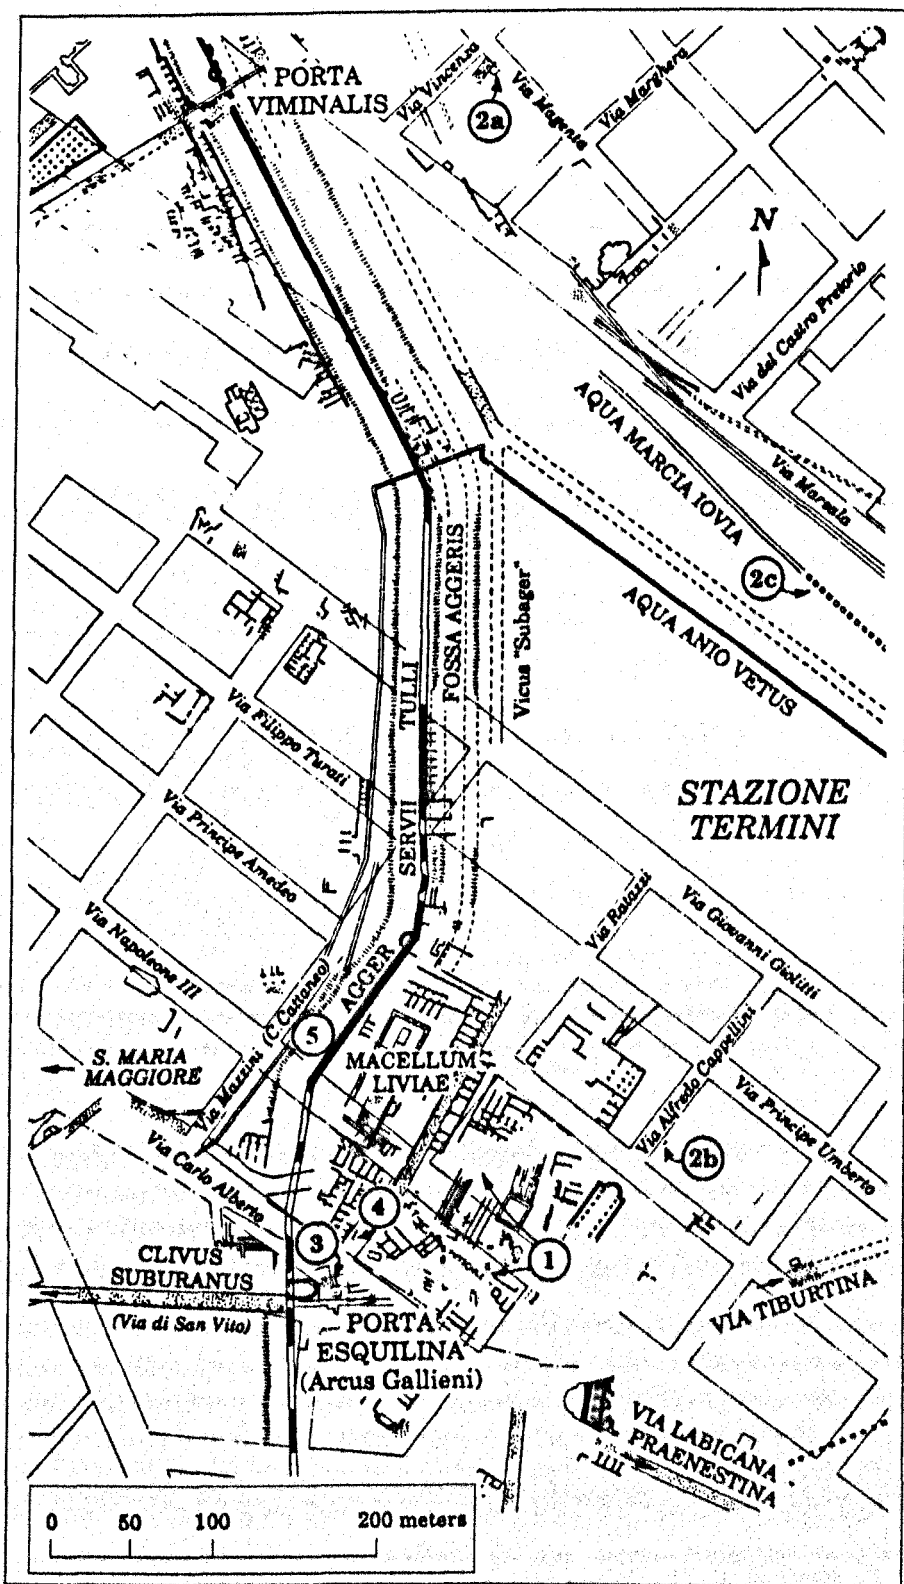 PORTA
VIMINALIS
Via Vincenza
2a
Via Magenta
Via Marghera
N
Via dal Castro Pretorio
AQUA MARCIA IOVIA
Via Marsala
2c
AQUA ANIO VETUS
FOSSA AGGERIS
Vicus "Subager"
AGGER SERVII TULLI
Via Filippo Turati
Via Principe Amedeo
Via Napoleone III
STAZIONE
TERMINI
Via Ratazzi
Via Giovanni Giolitti
Via Mazzini (C. Cattaneo)
5
S. MARIA
MAGGIORE
MACELLUM
LIVIAE
Via Alfredo Cappellini
Via Principe Umberto
2b
Via Carlo Alberto
4
3
1
CLIVUS
SUBURANUS
(Via di San Vito)
VIA TIBURTINA
PORTA
ESQUILINA
(Arcus Gallieni)
VIA LABICANA
PRAENESTINA
0 50 100 200 meters